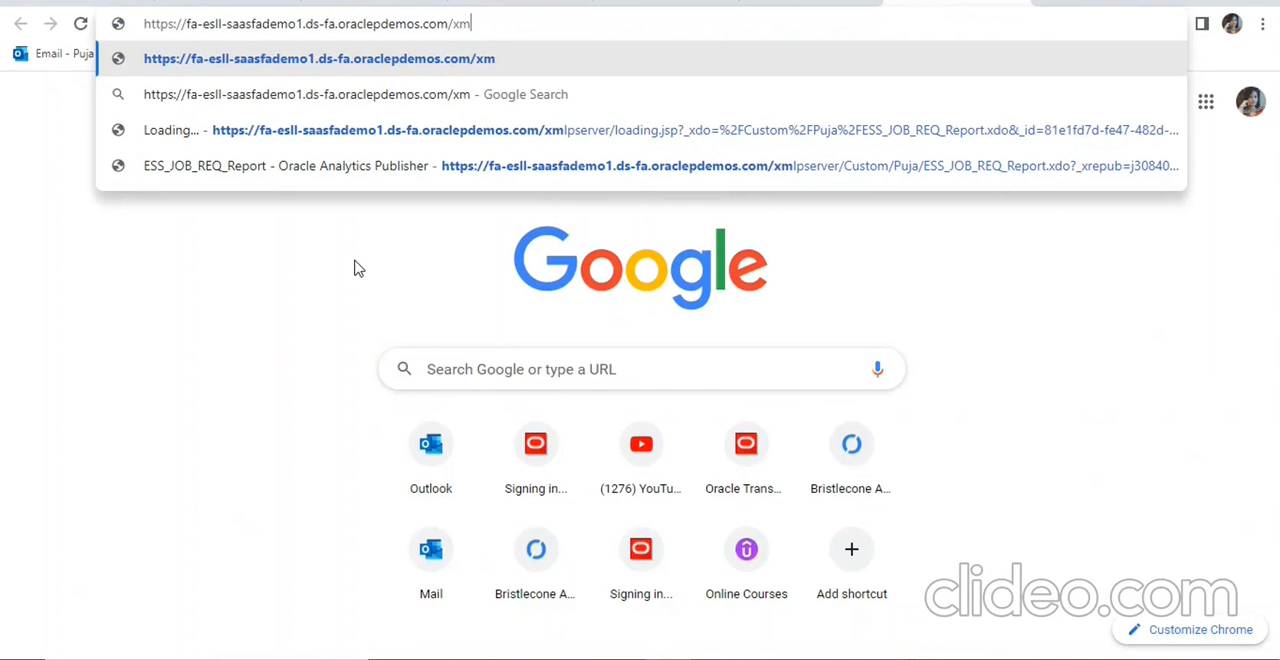 https://fa-esll-saasfademo1.ds-fa.oraclepdemos.com/xm
Email - Puja
https://fa-esll-saasfademo1.ds-fa.oraclepdemos.com/xm
https://fa-esll-saasfademo1.ds-fa.oraclepdemos.com/xm - Google Search
Loading... - https://fa-esll-saasfademo1.ds-fa.oraclepdemos.com/xmlpserver/loading.jsp?_xdo=%2FCustom%2FPuja%2FESS_JOB_REQ_Report.xdo&_id=81e1fd7d-fe47-482d-...
ESS_JOB_REQ_Report - Oracle Analytics Publisher - https://fa-esll-saasfademo1.ds-fa.oraclepdemos.com/xmlpserver/Custom/Puja/ESS_JOB_REQ_Report.xdo?_xrepub=j30840...
Google
Search Google or type a URL
Outlook
Signing in...
(1276) YouTu...
Oracle Trans...
Bristlecone A...
Mail
Bristlecone A...
Signing in...
Online Courses
Add shortcut
clideo.com
Customize Chrome